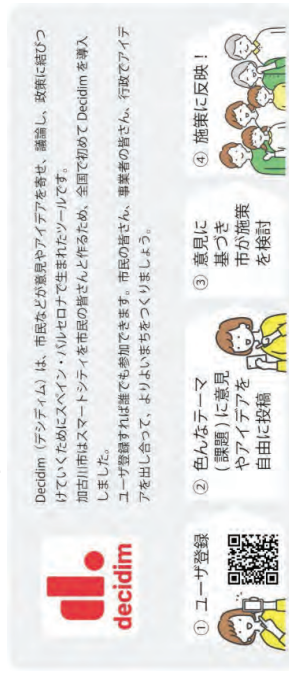 decidim
Decidim（デシディム）は、市民などが意見やアイデアを寄せ、議論し、政策に結びつ
けていくためにスペイン・バルセロナで生まれたツールです。
加古川市はスマートシティを市民の皆さんと作るため、全国で初めて Decidim を導入
しました。
ユーザ登録すれば誰でも参加できます。市民の皆さん、事業者の皆さん、行政でアイデ
アを出し合って、よりよいまちをつくりましょう。
① ユーザ登録
② 色んなテーマ
(課題)に意見
やアイデアを
自由に投稿
③ 意見に
基づき
市が施策
を検討
④ 施策に反映！